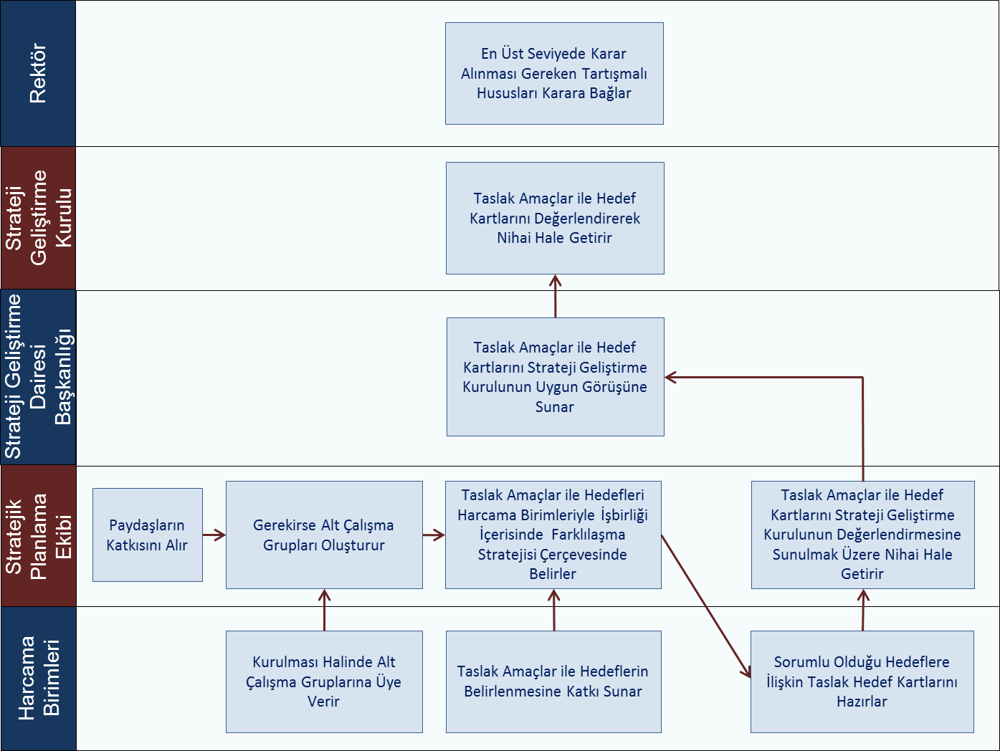 Rektör
En Üst Seviyede Karar
Alınması Gereken Tartışmalı
Hususları Karara Bağlar
Strateji
Geliştirme
Kurulu
Taslak Amaçlar ile Hedef
Kartlarını Değerlendirerek
Nihai Hale Getirir
Strateji Geliştirme
Dairesi
Başkanlığı
Taslak Amaçlar ile Hedef
Kartlarını Strateji Geliştirme
Kurulunun Uygun Görüşüne
Sunar
Stratejik
Planlama
Ekibi
Paydaşların
Katkısını Alır
Gerekirse Alt Çalışma
Grupları Oluşturur
Taslak Amaçlar ile Hedefleri
Harcama Birimleriyle İşbirliği
İçerisinde Farklılaşma
Stratejisi Çerçevesinde
Belirler
Taslak Amaçlar ile Hedef
Kartlarını Strateji Geliştirme
Kurulunun Değerlendirmesine
Sunulmak Üzere Nihai Hale
Getirir
Harcama
Birimleri
Kurulması Halinde Alt
Çalışma Gruplarına Üye
Verir
Taslak Amaçlar ile Hedeflerin
Belirlenmesine Katkı Sunar
Sorumlu Olduğu Hedeflere
İlişkin Taslak Hedef Kartlarını
Hazırlar